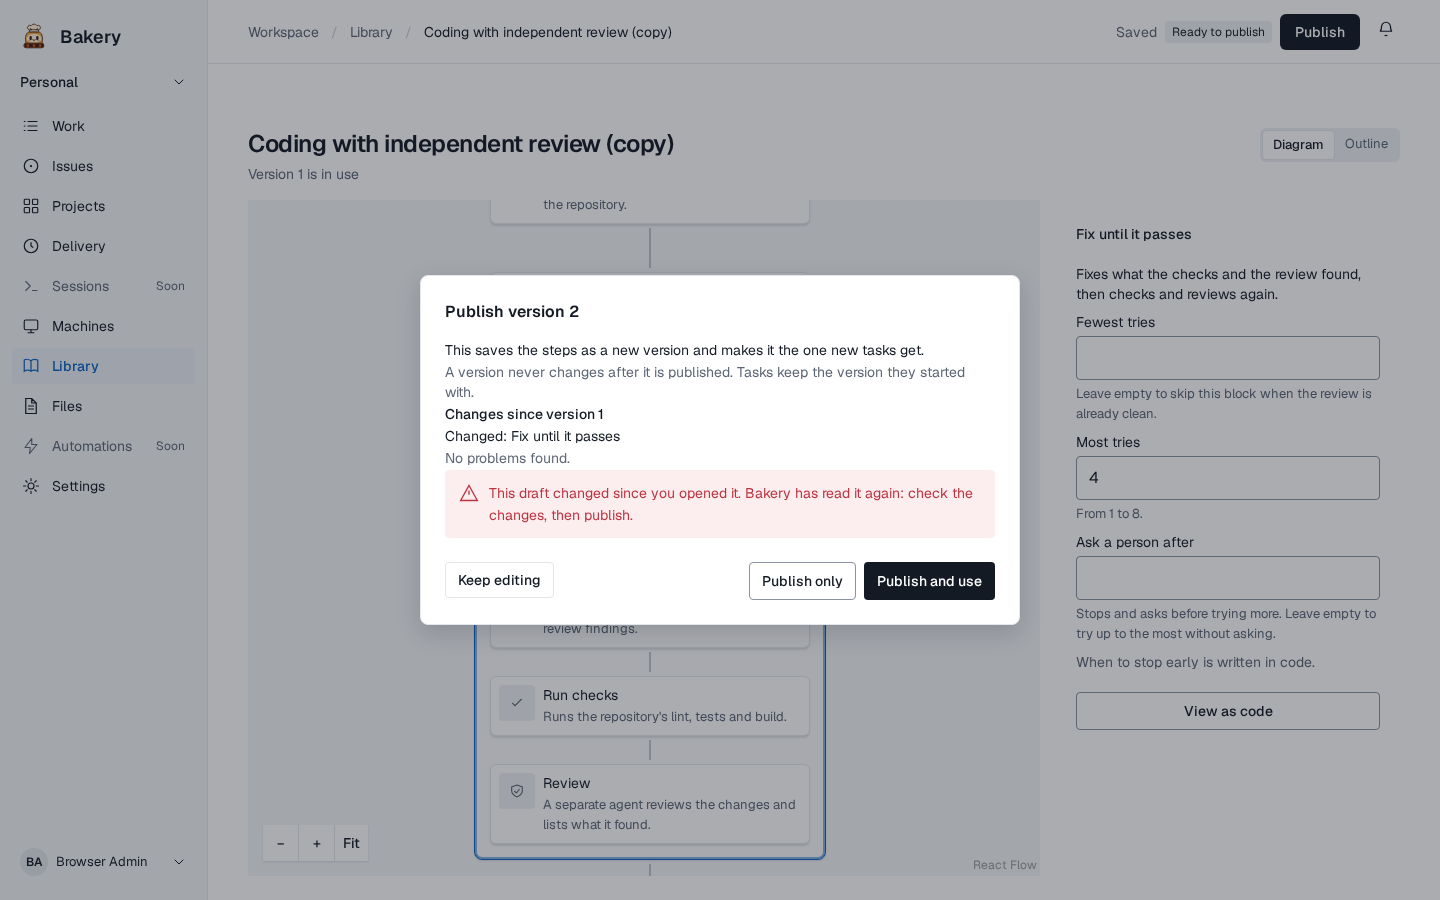 Bakery
Personal
Work
Issues
Projects
Delivery
Sessions Soon
Machines
Library
Files
Automations Soon
Settings
BA Browser Admin
Workspace / Library / Coding with independent review (copy)
Saved Ready to publish Publish
Coding with independent review (copy)
Version 1 is in use
Diagram Outline
the repository.
Publish version 2
This saves the steps as a new version and makes it the one new tasks get.
A version never changes after it is published. Tasks keep the version they started
with.
Changes since version 1
Changed: Fix until it passes
No problems found.
This draft changed since you opened it. Bakery has read it again: check the
changes, then publish.
Keep editing Publish only Publish and use
review findings.
Run checks
Runs the repository's lint, tests and build.
Review
A separate agent reviews the changes and
lists what it found.
− + Fit
React Flow
Fix until it passes
Fixes what the checks and the review found,
then checks and reviews again.
Fewest tries
Leave empty to skip this block when the review is
already clean.
Most tries
4
From 1 to 8.
Ask a person after
Stops and asks before trying more. Leave empty to
try up to the most without asking.
When to stop early is written in code.
View as code